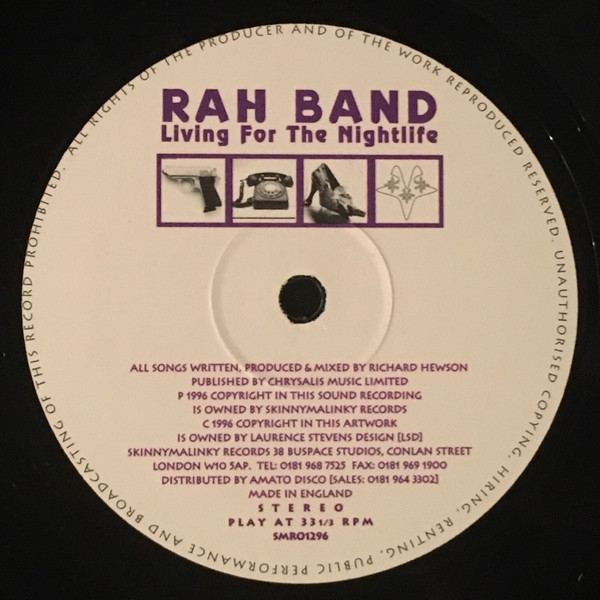 ALL RIGHTS OF THE PRODUCER AND OF THE WORK REPRODUCED RESERVED. UNAUTHORISED COPYING, HIRING, RENTING, PUBLIC PERFORMANCE AND BROADCASTING OF THIS RECORD PROHIBITED.
RAH BAND
Living For The Nightlife
ALL SONGS WRITTEN, PRODUCED & MIXED BY RICHARD HEWSON
PUBLISHED BY CHRYSALIS MUSIC LIMITED
P 1996 COPYRIGHT IN THIS SOUND RECORDING
IS OWNED BY SKINNYMALINKY RECORDS
C 1996 COPYRIGHT IN THIS ARTWORK
IS OWNED BY LAURENCE STEVENS DESIGN [LSD]
SKINNYMALINKY RECORDS 38 BUSPACE STUDIOS, CONLAN STREET
LONDON W10 5AP. TEL: 0181 968 7525 FAX: 0181 969 1900
DISTRIBUTED BY AMATO DISCO [SALES: 0181 964 3302]
MADE IN ENGLAND
STEREO
PLAY AT 33 1/3 RPM
SMR01296